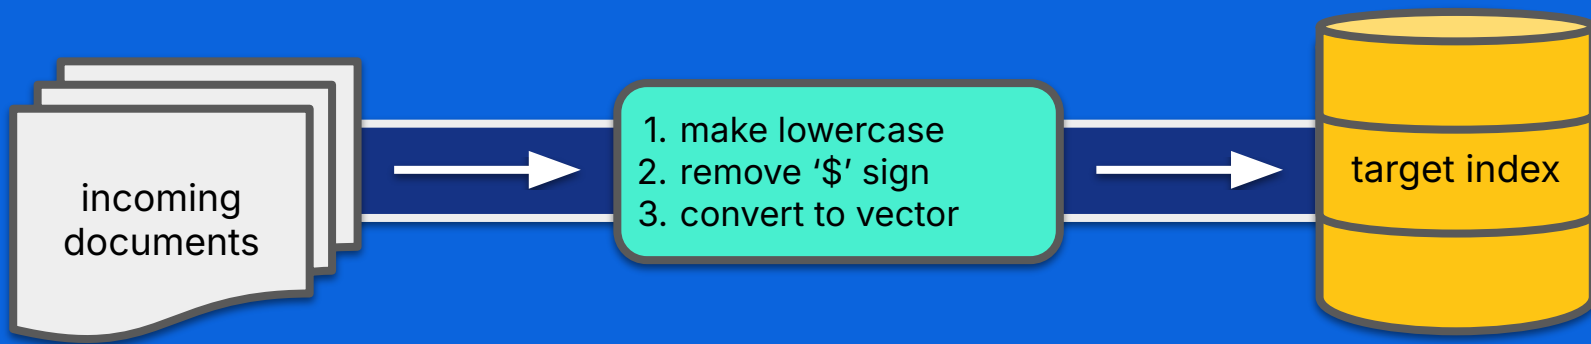 incoming
documents
1. make lowercase
2. remove ‘$’ sign
3. convert to vector
target index